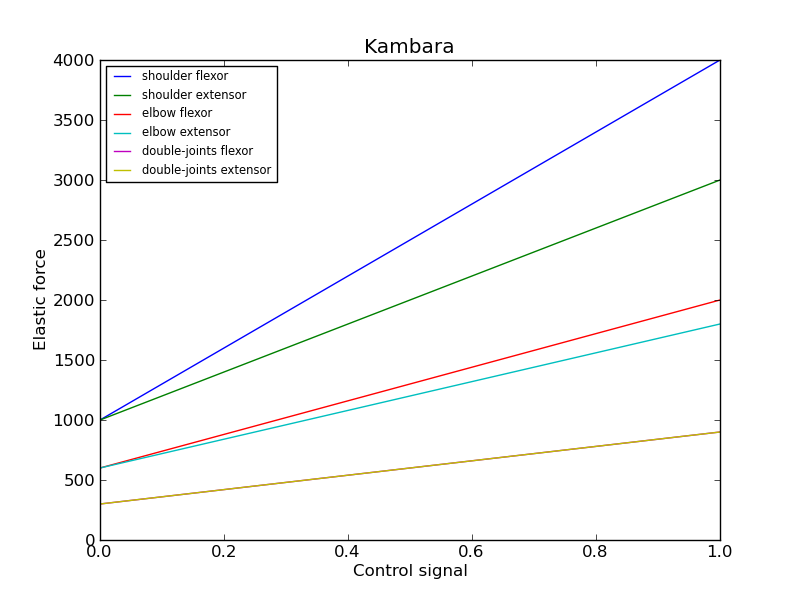 Kambara
4000
3500
3000
2500
2000
1500
1000
500
0
shoulder flexor
shoulder extensor
elbow flexor
elbow extensor
double-joints flexor
double-joints extensor
Elastic force
0.0 0.2 0.4 0.6 0.8 1.0
Control signal